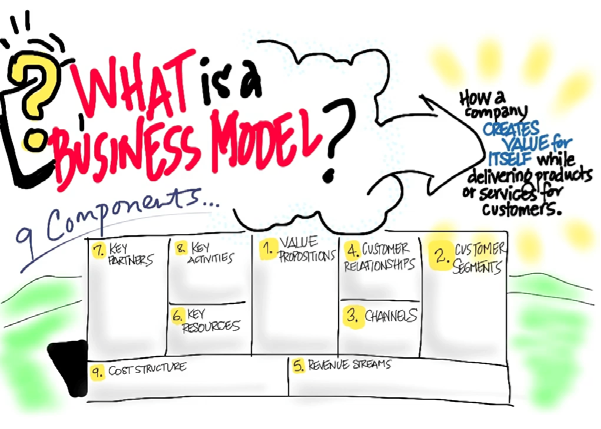 ?
WHAT is a
BUSINESS MODEL?
How a
company
CREATES
VALUE for
ITSELF while
delivering products
or services for
customers.
9 Components...
7. KEY
PARTNERS
8. KEY
ACTIVITIES
1. VALUE
PROPOSITIONS
4. CUSTOMER
RELATIONSHIPS
2. CUSTOMER
SEGMENTS
6. KEY
RESOURCES
3. CHANNELS
9. COST STRUCTURE
5. REVENUE STREAMS